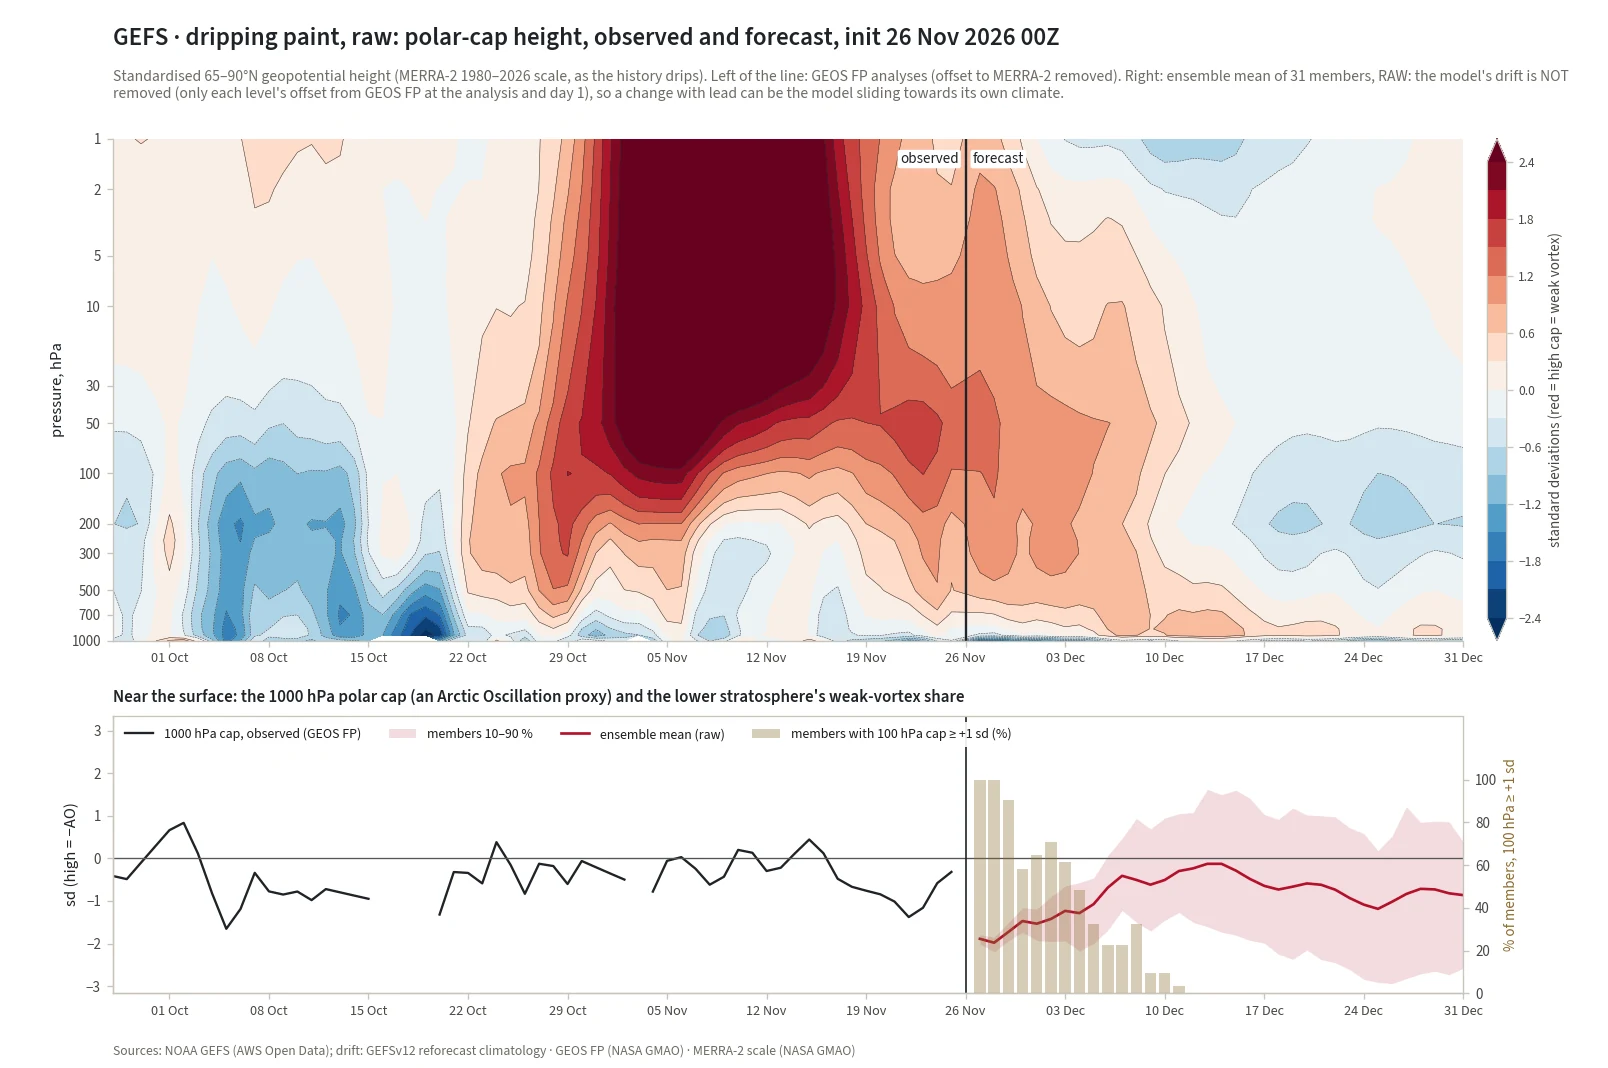 GEFS · dripping paint, raw: polar-cap height, observed and forecast, init 26 Nov 2026 00Z
Standardised 65–90°N geopotential height (MERRA-2 1980–2026 scale, as the history drips). Left of the line: GEOS FP analyses (offset to MERRA-2 removed). Right: ensemble mean of 31 members, RAW: the model's drift is NOT
removed (only each level's offset from GEOS FP at the analysis and day 1), so a change with lead can be the model sliding towards its own climate.
observed
forecast
pressure, hPa
1
2
5
10
30
50
100
200
300
500
700
1000
01 Oct
08 Oct
15 Oct
22 Oct
29 Oct
05 Nov
12 Nov
19 Nov
26 Nov
03 Dec
10 Dec
17 Dec
24 Dec
31 Dec
2.4
1.8
1.2
0.6
0.0
−0.6
−1.2
−1.8
−2.4
standard deviations (red = high cap = weak vortex)
Near the surface: the 1000 hPa polar cap (an Arctic Oscillation proxy) and the lower stratosphere's weak-vortex share
1000 hPa cap, observed (GEOS FP)
members 10–90 %
ensemble mean (raw)
members with 100 hPa cap ≥ +1 sd (%)
sd (high = −AO)
3
2
1
0
−1
−2
−3
100
80
60
40
20
0
% of members, 100 hPa ≥ +1 sd
01 Oct
08 Oct
15 Oct
22 Oct
29 Oct
05 Nov
12 Nov
19 Nov
26 Nov
03 Dec
10 Dec
17 Dec
24 Dec
31 Dec
Sources: NOAA GEFS (AWS Open Data); drift: GEFSv12 reforecast climatology · GEOS FP (NASA GMAO) · MERRA-2 scale (NASA GMAO)